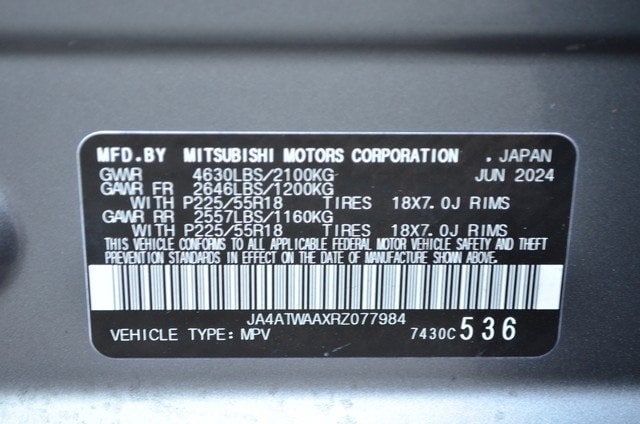 MFD.BY MITSUBISHI MOTORS CORPORATION . JAPAN
GVWR 4630LBS/2100KG JUN 2024
GAWR FR 2646LBS/1200KG
WITH P225/55R18 TIRES 18X7.0J RIMS
GAWR RR 2557LBS/1160KG
WITH P225/55R18 TIRES 18X7.0J RIMS
THIS VEHICLE CONFORMS TO ALL APPLICABLE FEDERAL MOTOR VEHICLE SAFETY AND THEFT
PREVENTION STANDARDS IN EFFECT ON THE DATE OF MANUFACTURE SHOWN ABOVE.
JA4ATWAAXRZ077984
VEHICLE TYPE: MPV 7430C 536